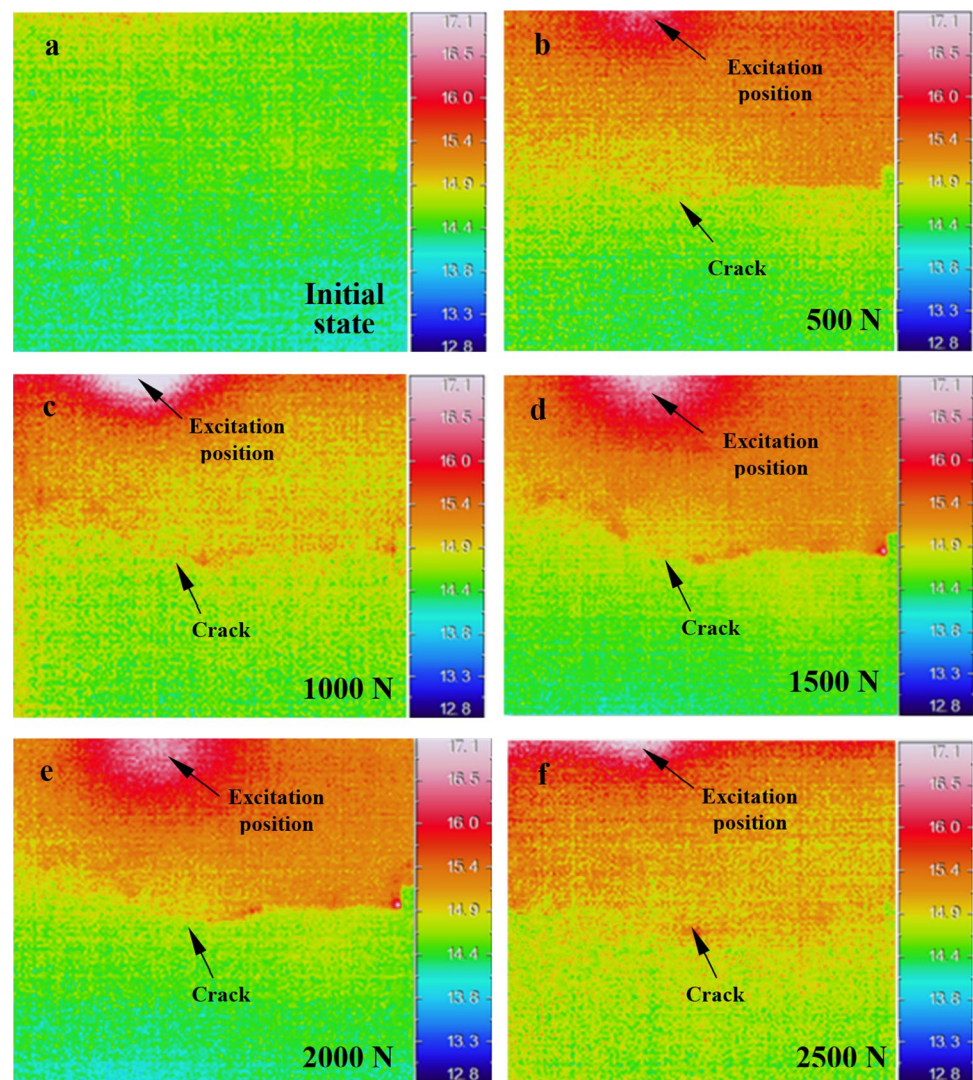 a
Initial
state
17.1
16.5
16.0
15.4
14.9
14.4
13.8
13.3
12.8
b
Excitation
position
Crack
500 N
17.1
16.5
16.0
15.4
14.9
14.4
13.8
13.3
12.8
c
Excitation
position
Crack
1000 N
17.1
16.5
16.0
15.4
14.9
14.4
13.8
13.3
12.8
d
Excitation
position
Crack
1500 N
17.1
16.5
16.0
15.4
14.9
14.4
13.8
13.3
12.8
e
Excitation
position
Crack
2000 N
17.1
16.5
16.0
15.4
14.9
14.4
13.8
13.3
12.8
f
Excitation
position
Crack
2500 N
17.1
16.5
16.0
15.4
14.9
14.4
13.8
13.3
12.8